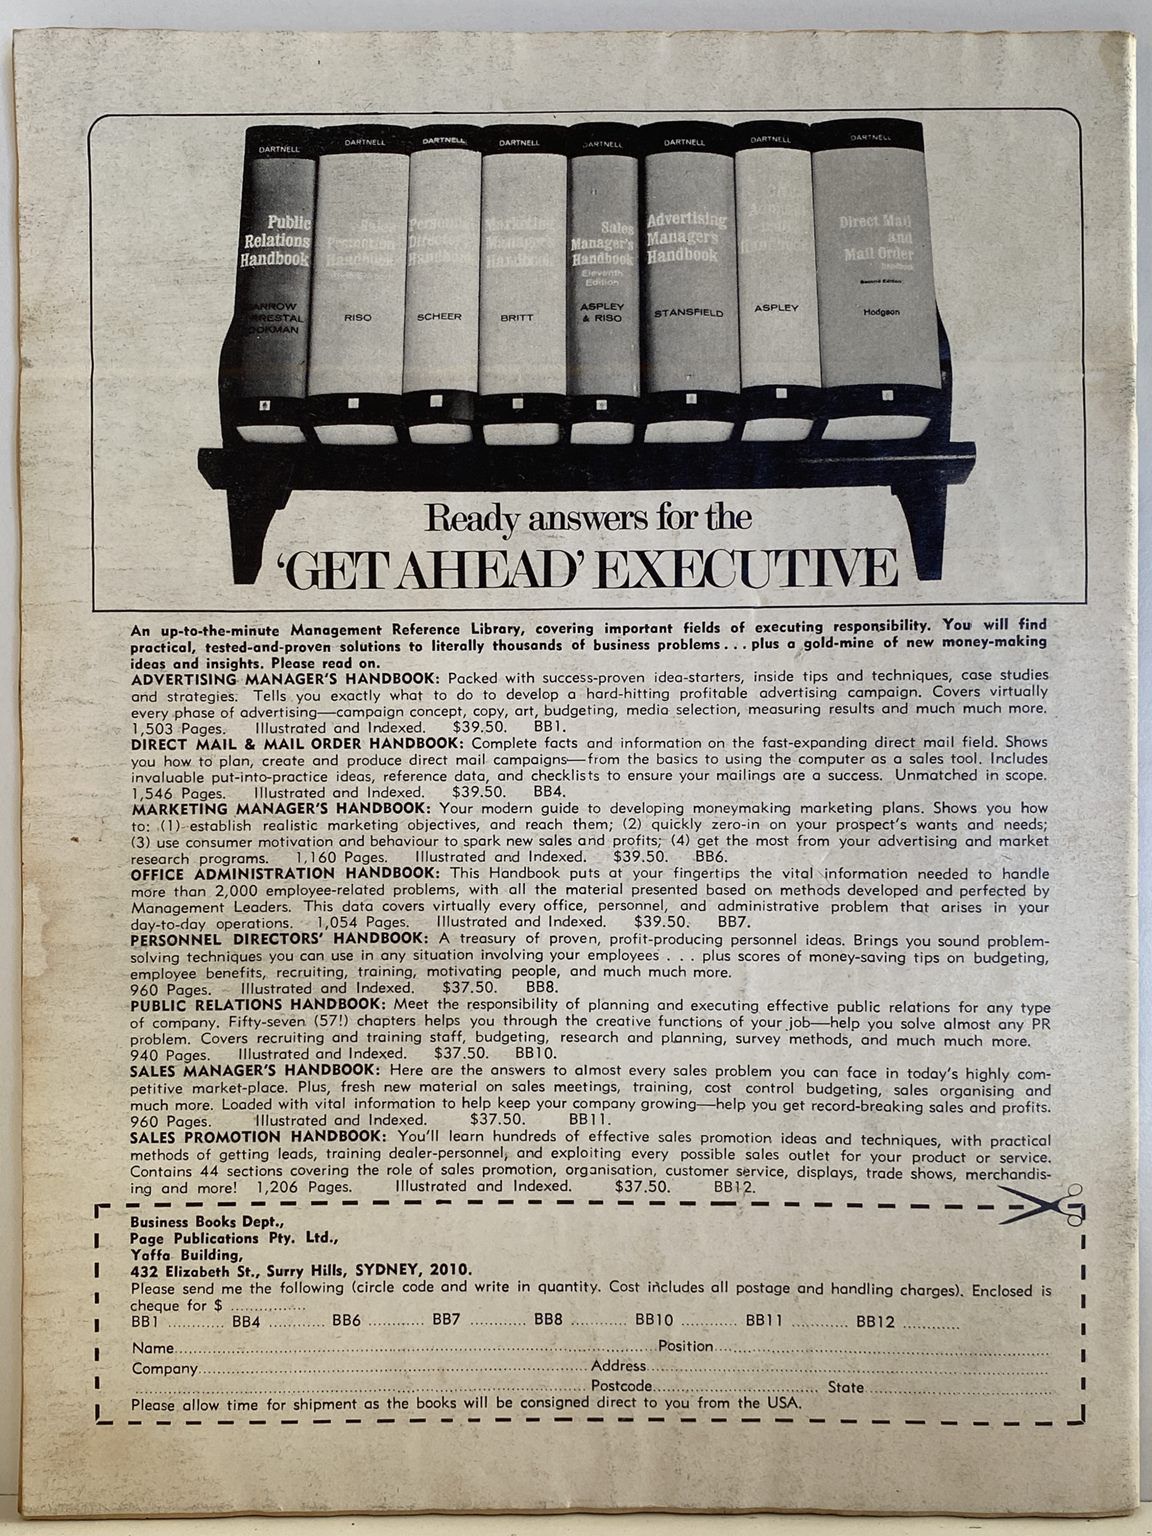 DARTNELL DARTNELL DARTNELL DARTNELL DARTNELL DARTNELL DARTNELL DARTNELL
Public
Relations
Handbook
Sales
Promotion
Handbook
RISO
Personnel
Directors'
Handbook
SCHEER
Marketing
Manager's
Handbook
BRITT
Sales
Manager's
Handbook
Eleventh
Edition
ASPLEY
& RISO
Advertising
Manager's
Handbook
STANSFIELD
ASPLEY
Direct Mail
and
Mail Order
Handbook
Second Edition
Hodgson
Ready answers for the
‘GET AHEAD’ EXECUTIVE
An up-to-the-minute Management Reference Library, covering important fields of executing responsibility. You will find
practical, tested-and-proven solutions to literally thousands of business problems . . . plus a gold-mine of new money-making
ideas and insights. Please read on.
ADVERTISING MANAGER'S HANDBOOK: Packed with success-proven idea-starters, inside tips and techniques, case studies
and strategies. Tells you exactly what to do to develop a hard-hitting profitable advertising campaign. Covers virtually
every phase of advertising—campaign concept, copy, art, budgeting, media selection, measuring results and much much more.
1,503 Pages. Illustrated and Indexed. $39.50. BB1.
DIRECT MAIL & MAIL ORDER HANDBOOK: Complete facts and information on the fast-expanding direct mail field. Shows
you how to plan, create and produce direct mail campaigns—from the basics to using the computer as a sales tool. Includes
invaluable put-into-practice ideas, reference data, and checklists to ensure your mailings are a success. Unmatched in scope.
1,546 Pages. Illustrated and Indexed. $39.50. BB4.
MARKETING MANAGER'S HANDBOOK: Your modern guide to developing moneymaking marketing plans. Shows you how
to: (1) establish realistic marketing objectives, and reach them; (2) quickly zero-in on your prospect's wants and needs;
(3) use consumer motivation and behaviour to spark new sales and profits; (4) get the most from your advertising and market
research programs. 1,160 Pages. Illustrated and Indexed. $39.50. BB6.
OFFICE ADMINISTRATION HANDBOOK: This Handbook puts at your fingertips the vital information needed to handle
more than 2,000 employee-related problems, with all the material presented based on methods developed and perfected by
Management Leaders. This data covers virtually every office, personnel, and administrative problem that arises in your
day-to-day operations. 1,054 Pages. Illustrated and Indexed. $39.50. BB7.
PERSONNEL DIRECTORS' HANDBOOK: A treasury of proven, profit-producing personnel ideas. Brings you sound problem-
solving techniques you can use in any situation involving your employees . . . plus scores of money-saving tips on budgeting,
employee benefits, recruiting, training, motivating people, and much much more.
960 Pages. Illustrated and Indexed. $37.50. BB8.
PUBLIC RELATIONS HANDBOOK: Meet the responsibility of planning and executing effective public relations for any type
of company. Fifty-seven (57!) chapters helps you through the creative functions of your job—help you solve almost any PR
problem. Covers recruiting and training staff, budgeting, research and planning, survey methods, and much much more.
940 Pages. Illustrated and Indexed. $37.50. BB10.
SALES MANAGER'S HANDBOOK: Here are the answers to almost every sales problem you can face in today's highly com-
petitive market-place. Plus, fresh new material on sales meetings, training, cost control budgeting, sales organising and
much more. Loaded with vital information to help keep your company growing—help you get record-breaking sales and profits.
960 Pages. Illustrated and Indexed. $37.50. BB11.
SALES PROMOTION HANDBOOK: You'll learn hundreds of effective sales promotion ideas and techniques, with practical
methods of getting leads, training dealer-personnel, and exploiting every possible sales outlet for your product or service.
Contains 44 sections covering the role of sales promotion, organisation, customer service, displays, trade shows, merchandis-
ing and more! 1,206 Pages. Illustrated and Indexed. $37.50. BB12.
Business Books Dept.,
Page Publications Pty. Ltd.,
Yaffa Building,
432 Elizabeth St., Surry Hills, SYDNEY, 2010.
Please send me the following (circle code and write in quantity. Cost includes all postage and handling charges). Enclosed is
cheque for $ ...............
BB1 ............ BB4 ............ BB6 ............ BB7 ............ BB8 ............ BB10 ............ BB11 ............ BB12 ............
Name.................... Position....................
Company.................... Address....................
.................... Postcode.................... State....................
Please allow time for shipment as the books will be consigned direct to you from the USA.